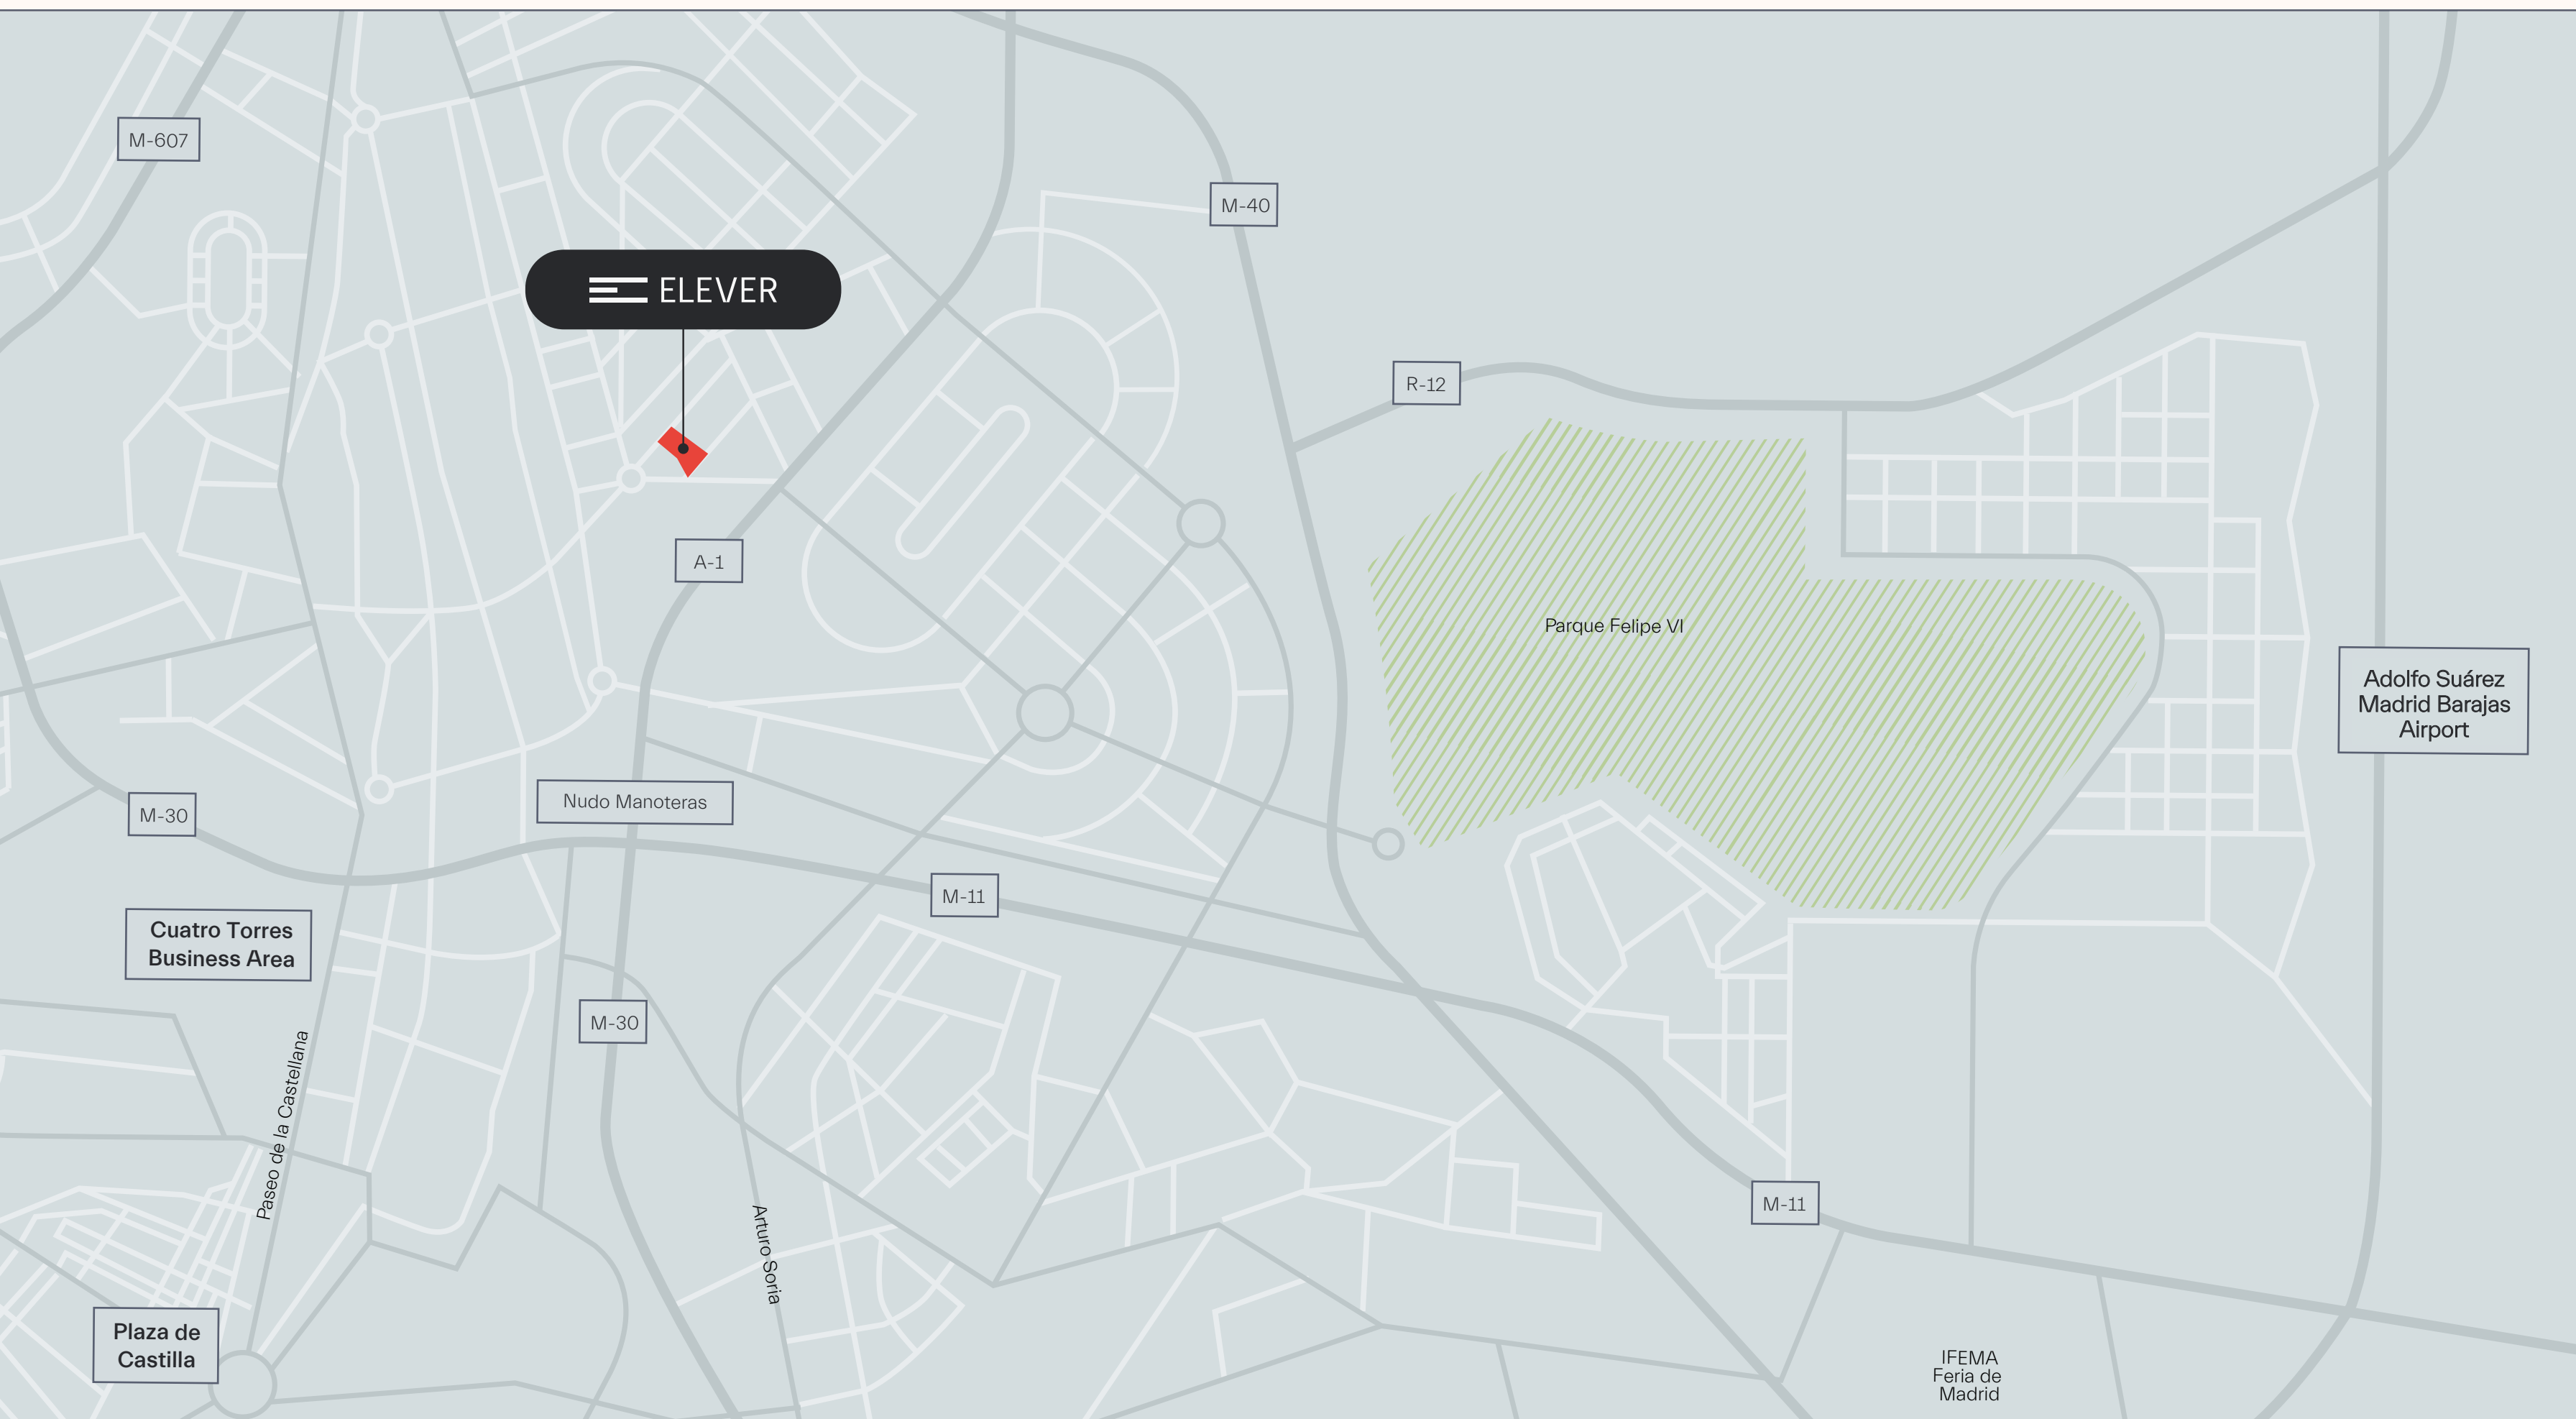 M-607
M-40
ELEVER
R-12
A-1
Parque Felipe VI
Adolfo Suárez
Madrid Barajas
Airport
Nudo Manoteras
M-30
M-11
Cuatro Torres
Business Area
M-30
Paseo de la Castellana
M-11
Arturo Soria
Plaza de
Castilla
IFEMA
Feria de
Madrid